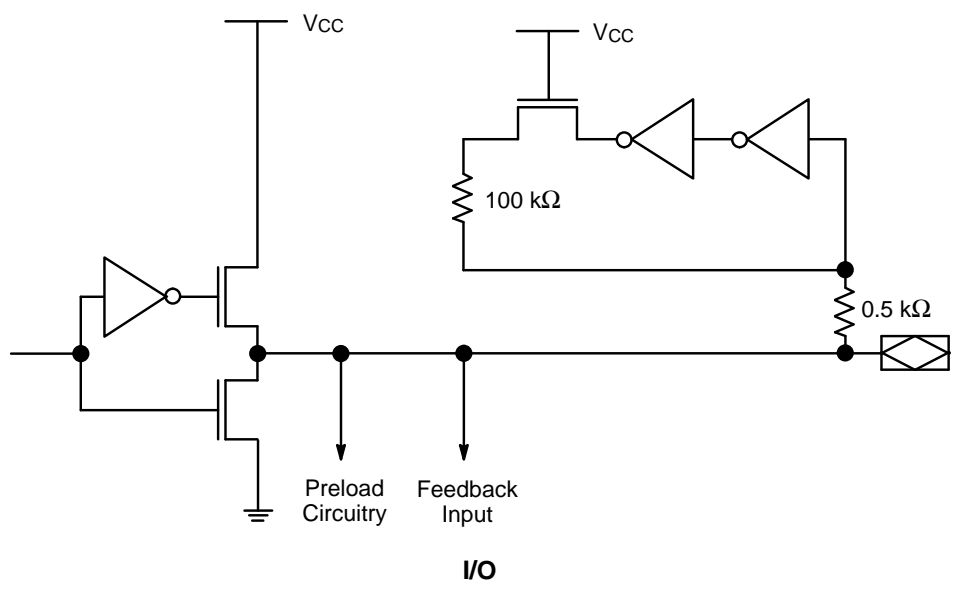 VCC
VCC
100 kΩ
0.5 kΩ
Preload
Circuitry
Feedback
Input
I/O